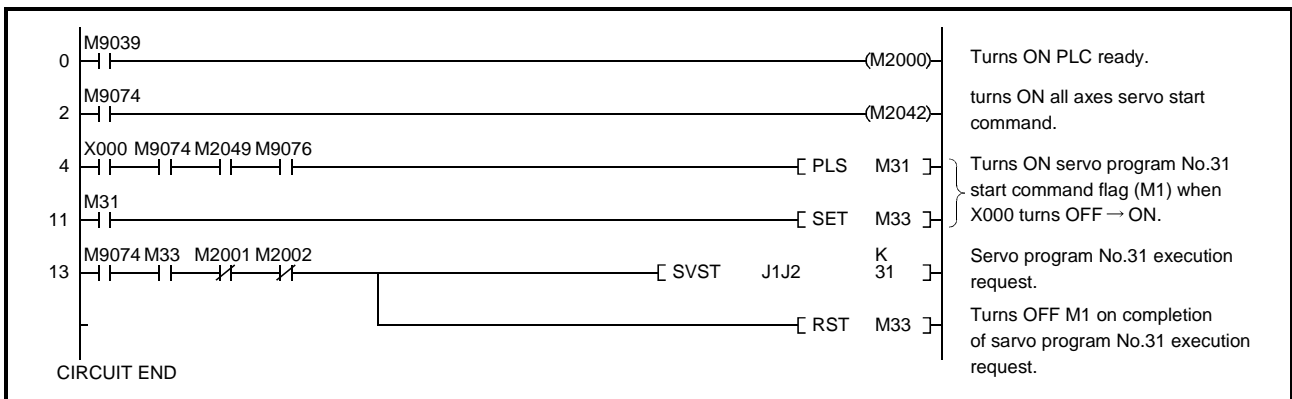 M9039
0 (M2000) Turns ON PLC ready.
M9074
2 (M2042) turns ON all axes servo start
command.
X000 M9074 M2049 M9076
4 PLS M31 Turns ON servo program No.31
start command flag (M1) when
X000 turns OFF → ON.
M31
11 SET M33
M9074 M33 M2001 M2002
13 SVST J1J2 K
31
Servo program No.31 execution
request.
RST M33 Turns OFF M1 on completion
of sarvo program No.31 execution
request.
CIRCUIT END